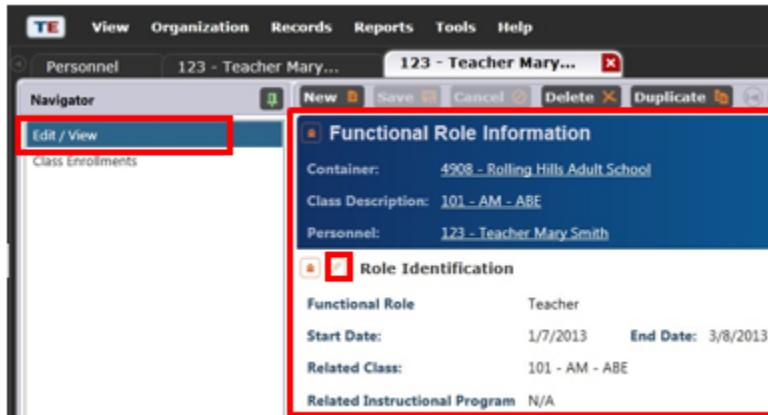 TE View Organization Records Reports Tools Help
Personnel 123 - Teacher Mary... 123 - Teacher Mary...
Navigator New Save Cancel Delete Duplicate
Edit / View
Class Enrollments
Functional Role Information
Container: 4908 - Rolling Hills Adult School
Class Description: 101 - AM - ABE
Personnel: 123 - Teacher Mary Smith
Role Identification
Functional Role Teacher
Start Date: 1/7/2013 End Date: 3/8/2013
Related Class: 101 - AM - ABE
Related Instructional Program N/A